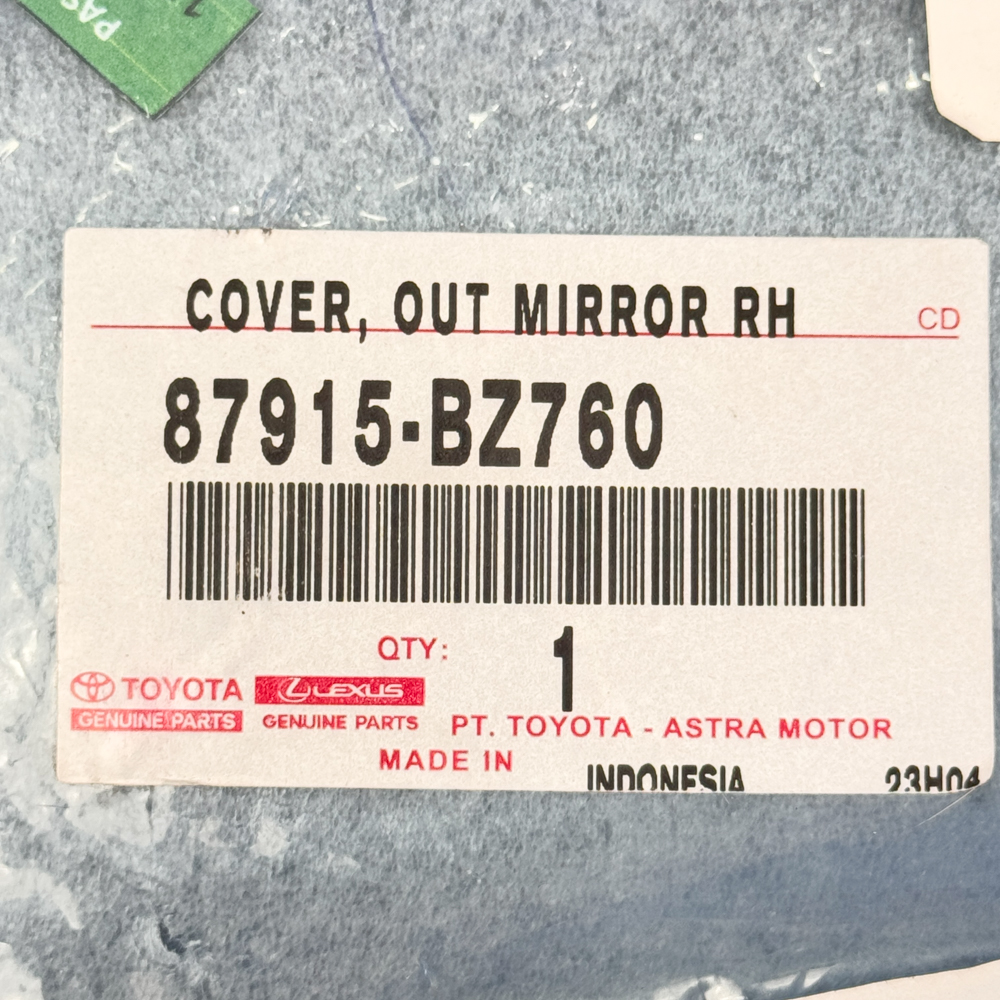 PAS
COVER, OUT MIRROR RH
CD
87915-BZ760
QTY: 1
TOYOTA
GENUINE PARTS
LEXUS
GENUINE PARTS
PT. TOYOTA - ASTRA MOTOR
MADE IN INDONESIA 23H04